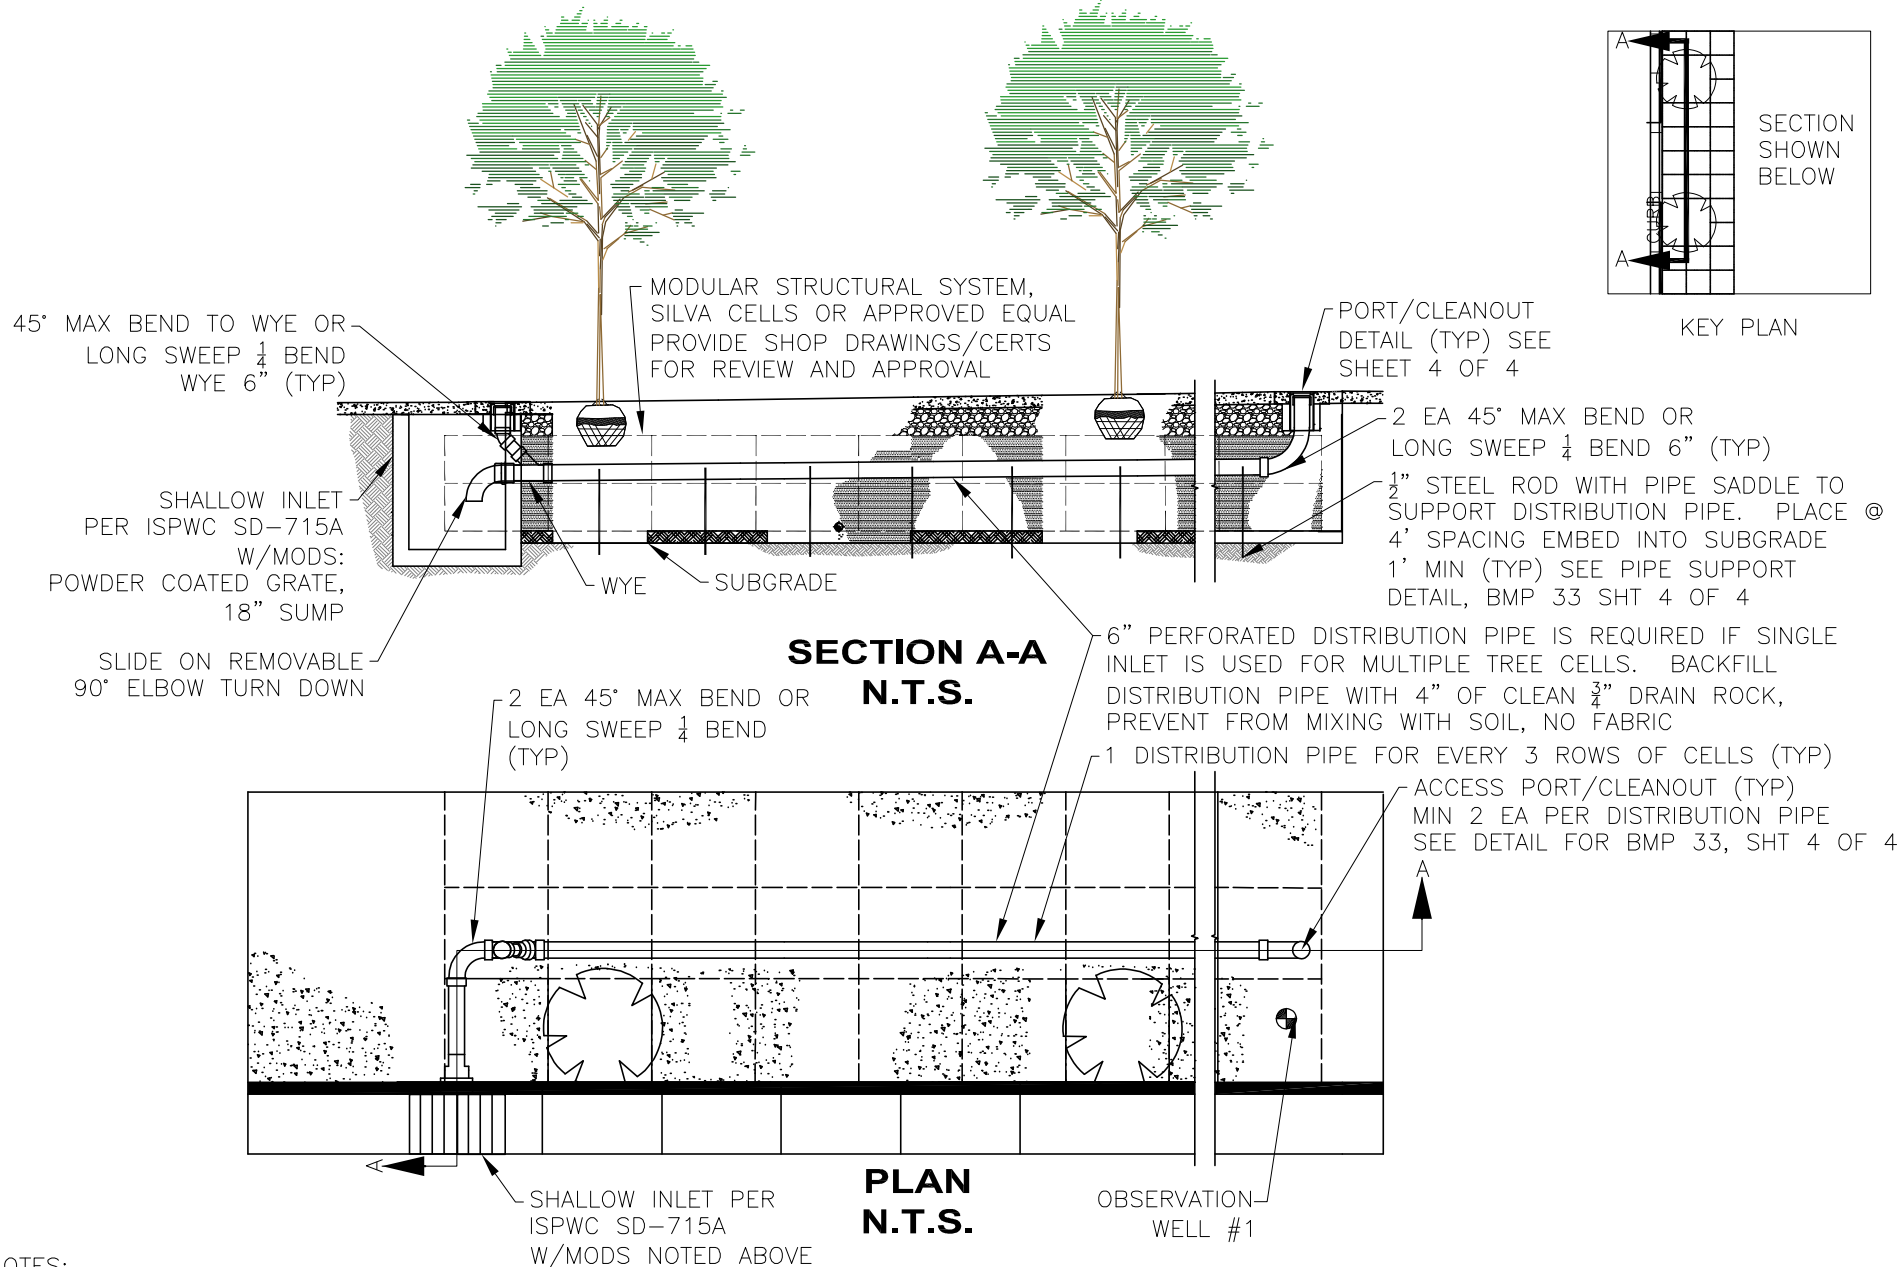 A
SECTION
SHOWN
BELOW
CURB
A
KEY PLAN
MODULAR STRUCTURAL SYSTEM,
SILVA CELLS OR APPROVED EQUAL
PROVIDE SHOP DRAWINGS/CERTS
FOR REVIEW AND APPROVAL
45° MAX BEND TO WYE OR
LONG SWEEP 1/4 BEND
WYE 6” (TYP)
PORT/CLEANOUT
DETAIL (TYP) SEE
SHEET 4 OF 4
2 EA 45° MAX BEND OR
LONG SWEEP 1/4 BEND 6” (TYP)
1/2” STEEL ROD WITH PIPE SADDLE TO
SUPPORT DISTRIBUTION PIPE. PLACE @
4’ SPACING EMBED INTO SUBGRADE
1’ MIN (TYP) SEE PIPE SUPPORT
DETAIL, BMP 33 SHT 4 OF 4
SHALLOW INLET
PER ISPWC SD-715A
W/MODS:
POWDER COATED GRATE,
18” SUMP
WYE
SUBGRADE
SLIDE ON REMOVABLE
90° ELBOW TURN DOWN
SECTION A-A
N.T.S.
6” PERFORATED DISTRIBUTION PIPE IS REQUIRED IF SINGLE
INLET IS USED FOR MULTIPLE TREE CELLS. BACKFILL
DISTRIBUTION PIPE WITH 4” OF CLEAN 3/4” DRAIN ROCK,
PREVENT FROM MIXING WITH SOIL, NO FABRIC
2 EA 45° MAX BEND OR
LONG SWEEP 1/4 BEND
(TYP)
1 DISTRIBUTION PIPE FOR EVERY 3 ROWS OF CELLS (TYP)
ACCESS PORT/CLEANOUT (TYP)
MIN 2 EA PER DISTRIBUTION PIPE
SEE DETAIL FOR BMP 33, SHT 4 OF 4
A
A
SHALLOW INLET PER
ISPWC SD-715A
W/MODS NOTED ABOVE
PLAN
N.T.S.
OBSERVATION
WELL #1
OTES: